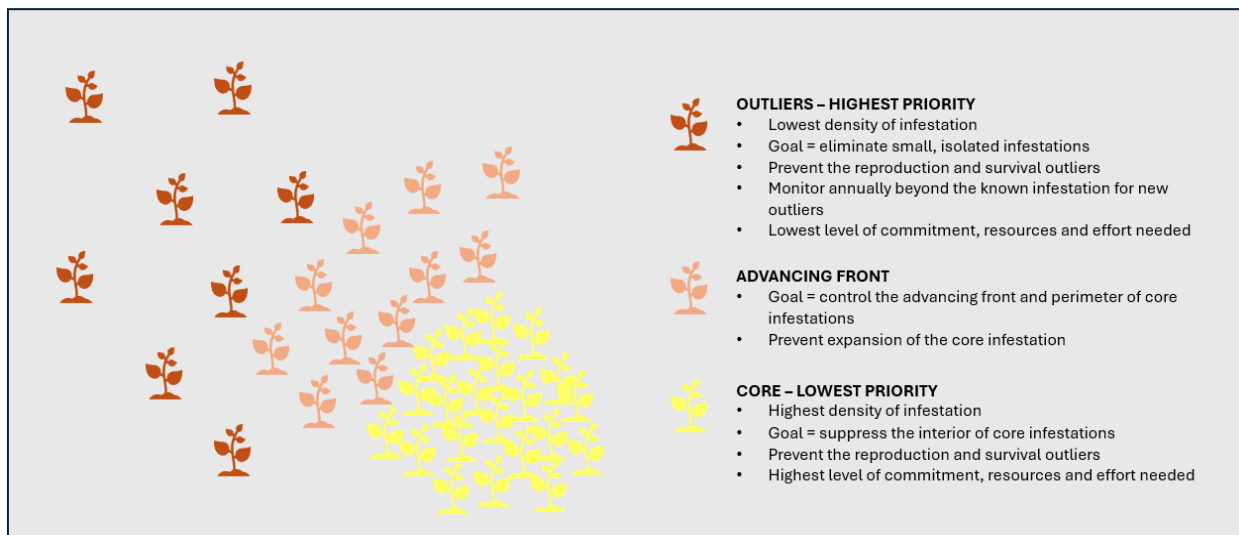 OUTLIERS – HIGHEST PRIORITY
• Lowest density of infestation
• Goal = eliminate small, isolated infestations
• Prevent the reproduction and survival outliers
• Monitor annually beyond the known infestation for new
outliers
• Lowest level of commitment, resources and effort needed
ADVANCING FRONT
• Goal = control the advancing front and perimeter of core
infestations
• Prevent expansion of the core infestation
CORE – LOWEST PRIORITY
• Highest density of infestation
• Goal = suppress the interior of core infestations
• Prevent the reproduction and survival outliers
• Highest level of commitment, resources and effort needed